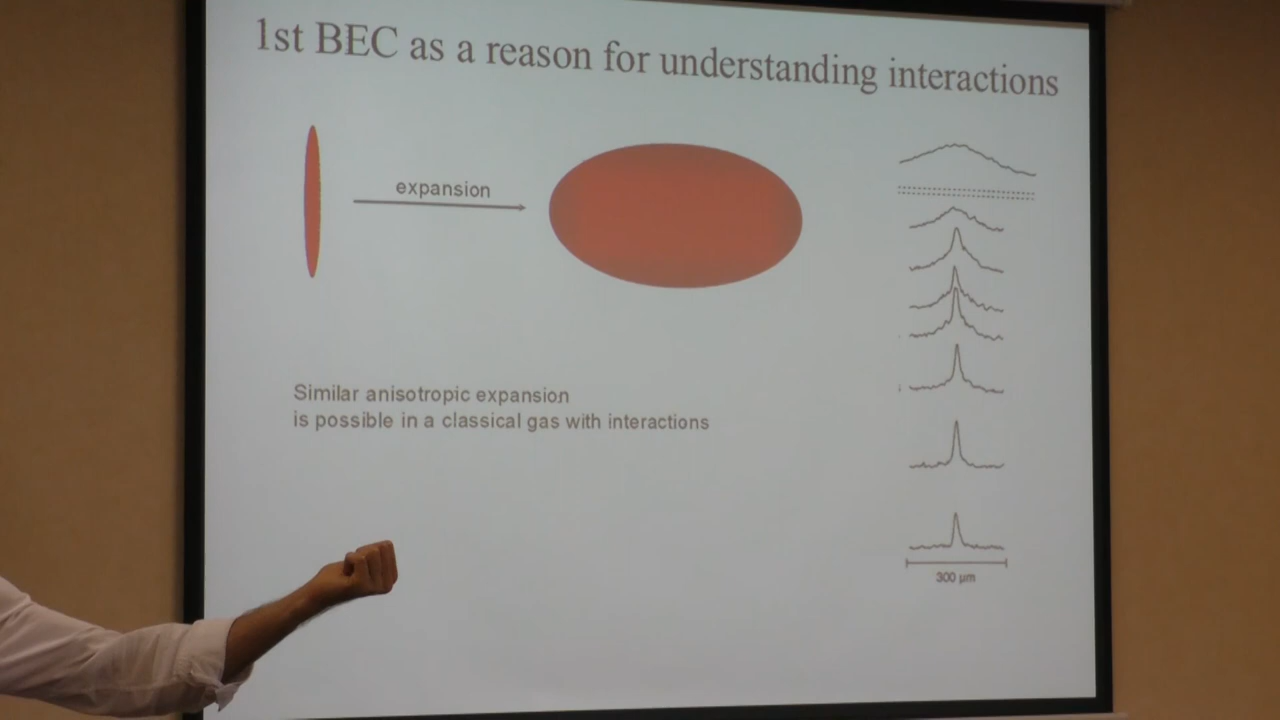 1st BEC as a reason for understanding interactions
expansion
Similar anisotropic expansion
is possible in a classical gas with interactions
300 µm